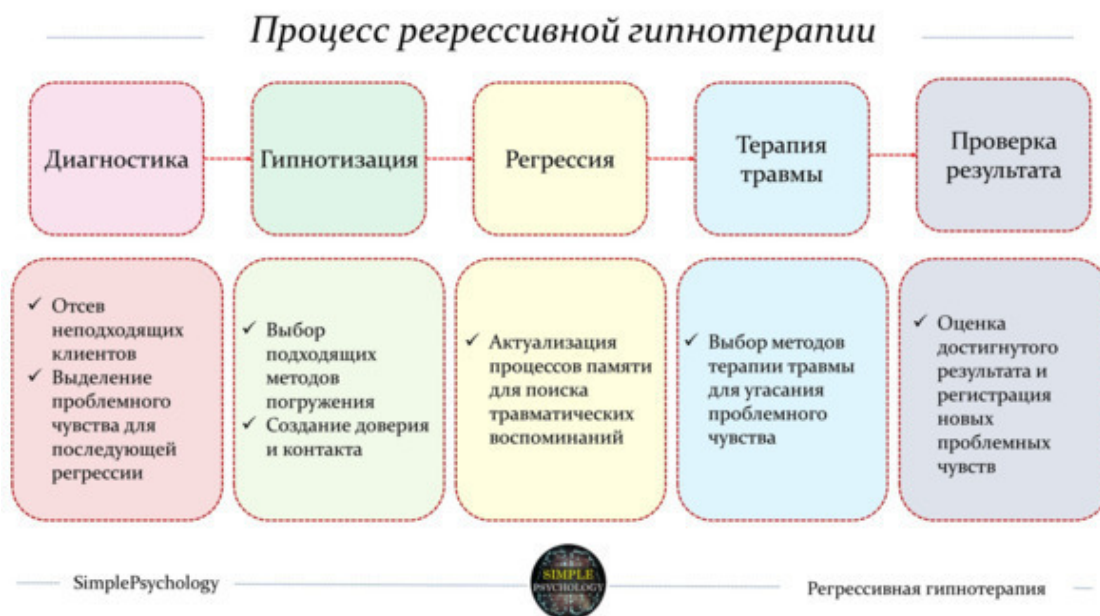 Процесс регрессивной гипнотерапии
Диагностика
Гипнотизация
Регрессия
Терапия
травмы
Проверка
результата
✓ Отсев
неподходящих
клиентов
✓ Выделение
проблемного
чувства для
последующей
регрессии
✓ Выбор
подходящих
методов
погружения
✓ Создание доверия
и контакта
✓ Актуализация
процессов памяти
для поиска
травматических
воспоминаний
✓ Выбор методов
терапии травмы
для угасания
проблемного
чувства
✓ Оценка
достигнутого
результата и
регистрация
новых
проблемных
чувств
SimplePsychology
SIMPLE
PSYCHOLOGY
Регрессивная гипнотерапия